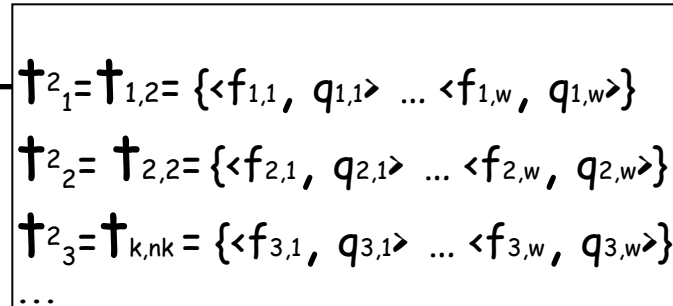 t²₁=t₁,₂= {<f₁,₁, q₁,₁> ... <f₁,w, q₁,w>}
t²₂= t₂,₂= {<f₂,₁, q₂,₁> ... <f₂,w, q₂,w>}
t²₃=tk,nk = {<f₃,₁, q₃,₁> ... <f₃,w, q₃,w>}
...